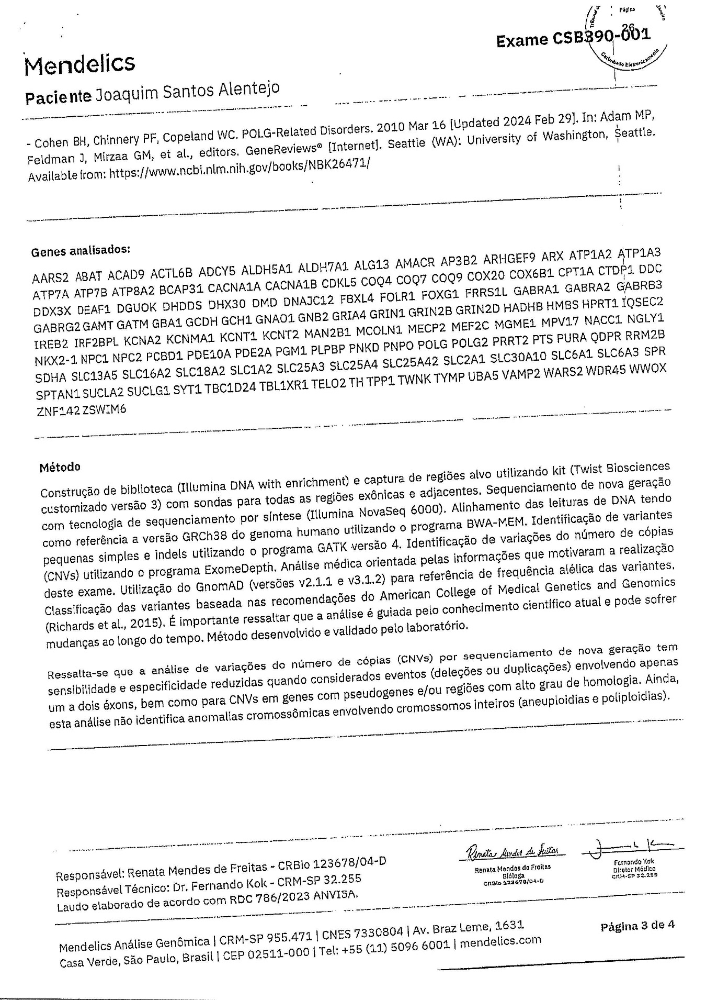 Página
26
Tribunal
Carimbado Eletronicamente
Exame CSB390-001
Mendelics
Paciente Joaquim Santos Alentejo
- Cohen BH, Chinnery PF, Copeland WC. POLG-Related Disorders. 2010 Mar 16 [Updated 2024 Feb 29]. In: Adam MP,
Feldman J, Mirzaa GM, et al., editors. GeneReviews® [Internet]. Seattle (WA): University of Washington, Seattle.
Available from: https://www.ncbi.nlm.nih.gov/books/NBK26471/
Genes analisados:
AARS2 ABAT ACAD9 ACTL6B ADCY5 ALDH5A1 ALDH7A1 ALG13 AMACR AP3B2 ARHGEF9 ARX ATP1A2 ATP1A3
ATP7A ATP7B ATP8A2 BCAP31 CACNA1A CACNA1B CDKL5 COQ4 COQ7 COQ9 COX20 COX6B1 CPT1A CTDP1 DDC
DDX3X DEAF1 DGUOK DHDDS DHX30 DMD DNAJC12 FBXL4 FOLR1 FOXG1 FRRS1L GABRA1 GABRA2 GABRB3
GABRG2 GAMT GATM GBA1 GCDH GCH1 GNAO1 GNB2 GRIA4 GRIN1 GRIN2B GRIN2D HADHB HMBS HPRT1 IQSEC2
IREB2 IRF2BPL KCNA2 KCNMA1 KCNT1 KCNT2 MAN2B1 MCOLN1 MECP2 MEF2C MGME1 MPV17 NACC1 NGLY1
NKX2-1 NPC1 NPC2 PCBD1 PDE10A PDE2A PGM1 PLPBP PNKD PNPO POLG POLG2 PRRT2 PTS PURA QDPR RRM2B
SDHA SLC13A5 SLC16A2 SLC18A2 SLC1A2 SLC25A3 SLC25A4 SLC25A42 SLC2A1 SLC30A10 SLC6A1 SLC6A3 SPR
SPTAN1 SUCLA2 SUCLG1 SYT1 TBC1D24 TBL1XR1 TELO2 TH TPP1 TWNK TYMP UBA5 VAMP2 WARS2 WDR45 WWOX
ZNF142 ZSWIM6
Método
Construção de biblioteca (Illumina DNA with enrichment) e captura de regiões alvo utilizando kit (Twist Biosciences
customizado versão 3) com sondas para todas as regiões exônicas e adjacentes. Sequenciamento de nova geração
com tecnologia de sequenciamento por síntese (Illumina NovaSeq 6000). Alinhamento das leituras de DNA tendo
como referência a versão GRCh38 do genoma humano utilizando o programa BWA-MEM. Identificação de variantes
pequenas simples e indels utilizando o programa GATK versão 4. Identificação de variações do número de cópias
(CNVs) utilizando o programa ExomeDepth. Análise médica orientada pelas informações que motivaram a realização
deste exame. Utilização do GnomAD (versões v2.1.1 e v3.1.2) para referência de frequência alélica das variantes.
Classificação das variantes baseada nas recomendações do American College of Medical Genetics and Genomics
(Richards et al., 2015). É importante ressaltar que a análise é guiada pelo conhecimento científico atual e pode sofrer
mudanças ao longo do tempo. Método desenvolvido e validado pelo laboratório.
Ressalta-se que a análise de variações do número de cópias (CNVs) por sequenciamento de nova geração tem
sensibilidade e especificidade reduzidas quando considerados eventos (deleções ou duplicações) envolvendo apenas
um a dois éxons, bem como para CNVs em genes com pseudogenes e/ou regiões com alto grau de homologia. Ainda,
esta análise não identifica anomalias cromossômicas envolvendo cromossomos inteiros (aneuploidias e poliploidias).
Renata Mendes de Freitas
Responsável: Renata Mendes de Freitas - CRBio 123678/04-D
Responsável Técnico: Dr. Fernando Kok - CRM-SP 32.255
Laudo elaborado de acordo com RDC 786/2023 ANVISA.
Renata Mendes de Freitas
Bióloga
CRBio 123678/04-D
Fernando Kok
Diretor Médico
CRM-SP 32.255
Mendelics Análise Genômica | CRM-SP 955.471 | CNES 7330804 | Av. Braz Leme, 1631
Casa Verde, São Paulo, Brasil | CEP 02511-000 | Tel: +55 (11) 5096 6001 | mendelics.com
Página 3 de 4